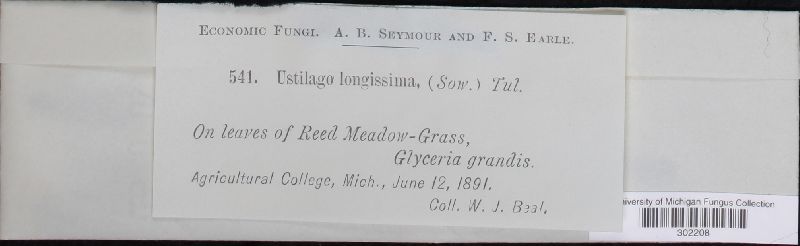 ECONOMIC FUNGI. A. B. SEYMOUR AND F. S. EARLE.
541. Ustilago longissima, (Sow.) Tul.
On leaves of Reed Meadow-Grass,
Glyceria grandis.
Agricultural College, Mich., June 12, 1891.
Coll. W. J. Beal.
University of Michigan Fungus Collection
302208